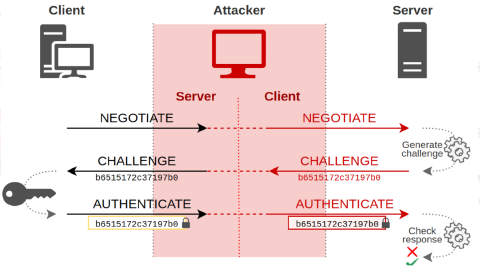 Client
Attacker
Server
Server
Client
NEGOTIATE
NEGOTIATE
Generate
challenge
CHALLENGE
b6515172c37197b0
CHALLENGE
b6515172c37197b0
AUTHENTICATE
b6515172c37197b0
AUTHENTICATE
b6515172c37197b0
Check
response